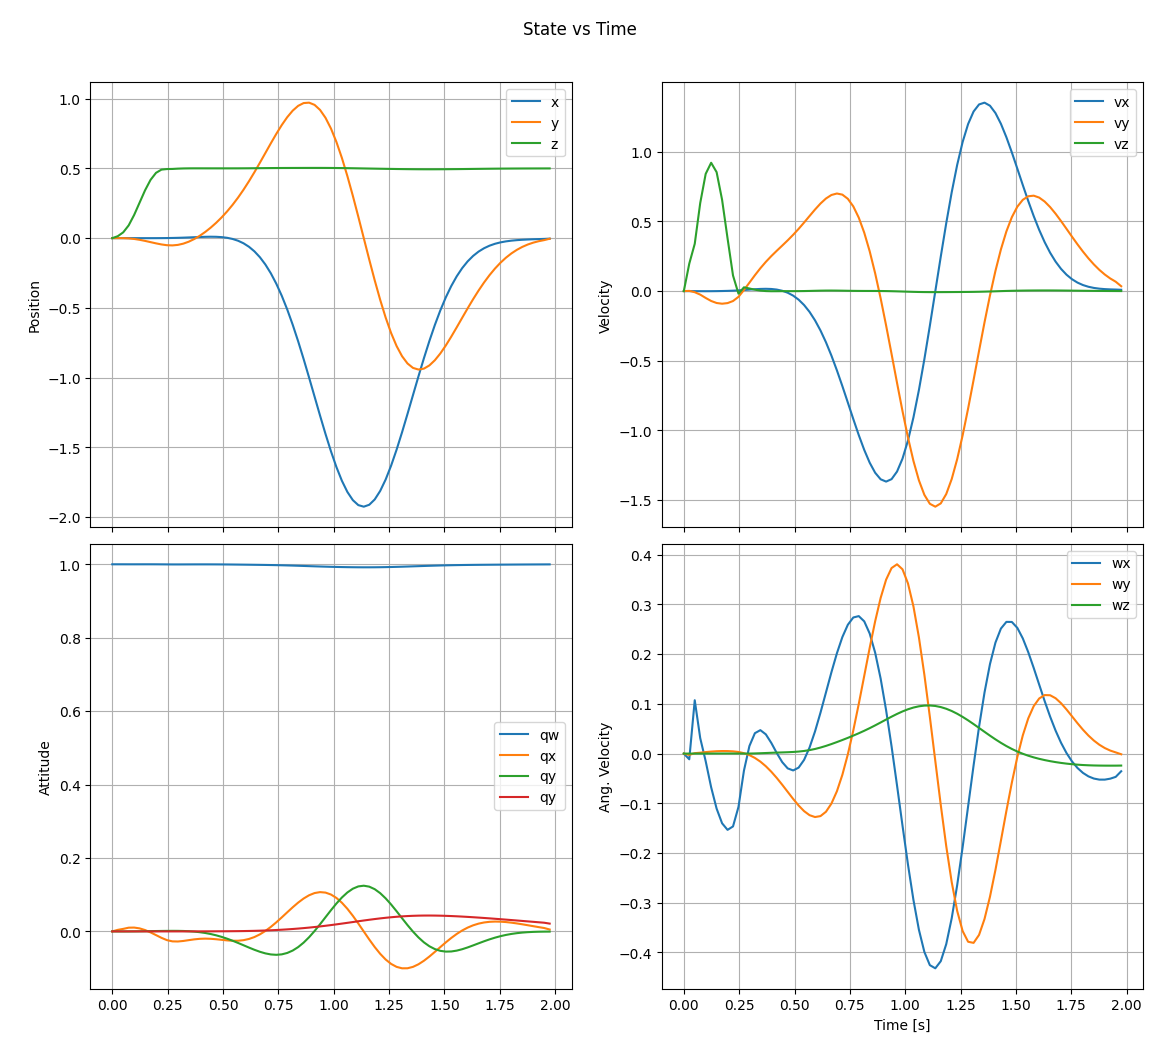 State vs Time
1.0
0.5
0.0
−0.5
−1.0
−1.5
−2.0
Position
x
y
z
1.0
0.5
0.0
−0.5
−1.0
−1.5
Velocity
vx
vy
vz
1.0
0.8
0.6
0.4
0.2
0.0
Attitude
qw
qx
qy
qy
0.00 0.25 0.50 0.75 1.00 1.25 1.50 1.75 2.00
0.4
0.3
0.2
0.1
0.0
−0.1
−0.2
−0.3
−0.4
Ang. Velocity
wx
wy
wz
0.00 0.25 0.50 0.75 1.00 1.25 1.50 1.75 2.00
Time [s]